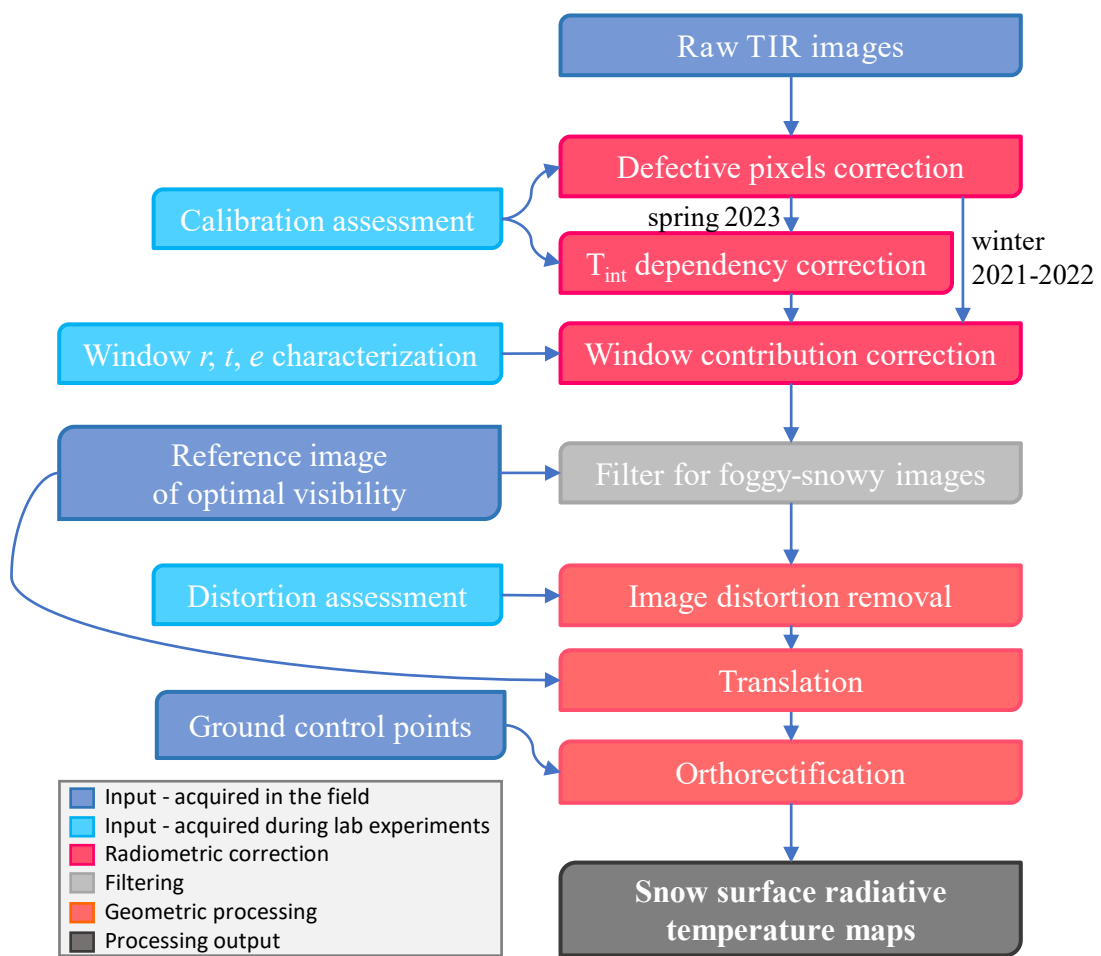 Raw TIR images
Defective pixels correction
Calibration assessment
spring 2023
winter
2021-2022
Tint dependency correction
Window r, t, e characterization
Window contribution correction
Reference image
of optimal visibility
Filter for foggy-snowy images
Distortion assessment
Image distortion removal
Translation
Ground control points
Orthorectification
Input - acquired in the field
Input - acquired during lab experiments
Radiometric correction
Filtering
Geometric processing
Processing output
Snow surface radiative
temperature maps